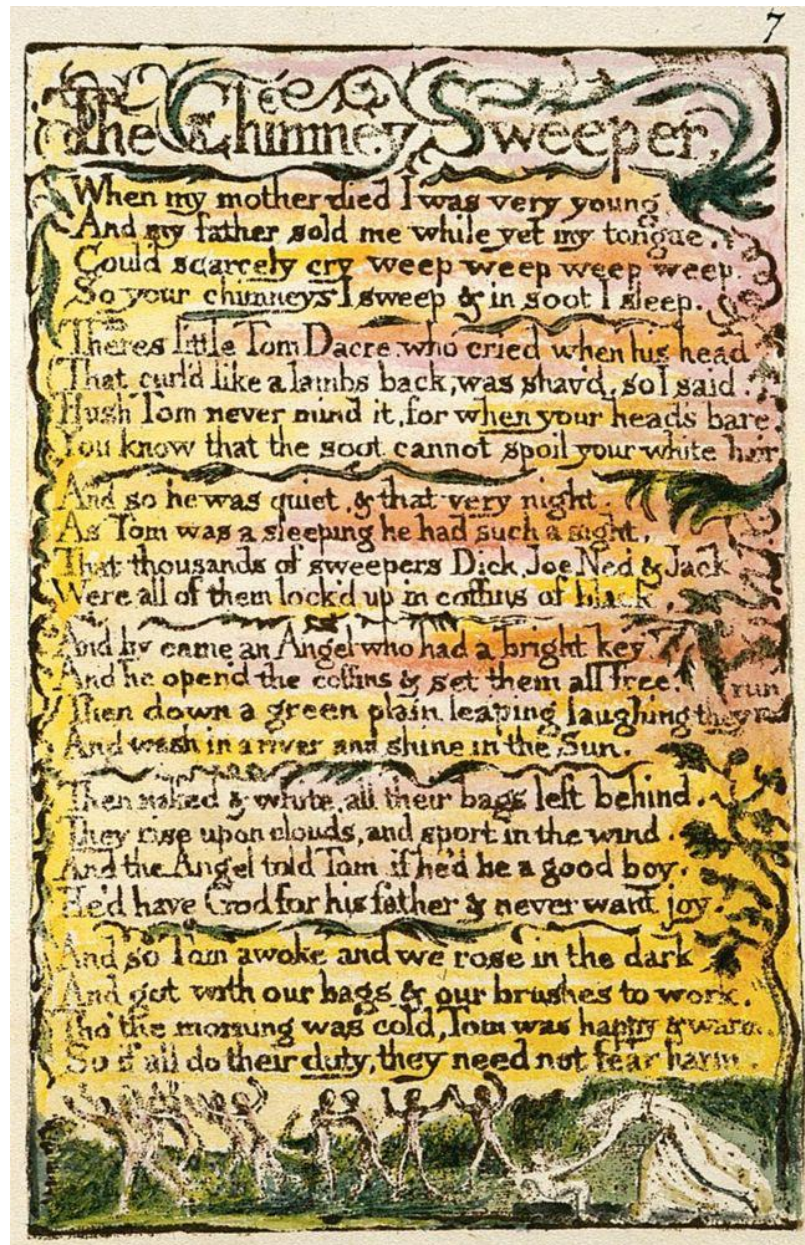 7
The Chimney Sweeper,
When my mother died I was very young,
And my father sold me while yet my tongue,
Could scarcely cry weep weep weep weep.
So your chimneys I sweep & in soot I sleep.
Theres little Tom Dacre, who cried when his head
That curl'd like a lambs back, was shav'd, so I said.
Hush Tom never mind it, for when your heads bare,
You know that the soot cannot spoil your white hair
And so he was quiet, & that very night.
As Tom was a sleeping he had such a sight,
That thousands of sweepers Dick, Joe, Ned & Jack
Were all of them lock'd up in coffins of black,
And by came an Angel who had a bright key
And he open'd the coffins & set them all free.
Then down a green plain leaping laughing they run
And wash in a river and shine in the Sun.
Then naked & white, all their bags left behind.
They rise upon clouds, and sport in the wind.
And the Angel told Tom if he'd be a good boy,
He'd have God for his father & never want joy.
And so Tom awoke and we rose in the dark
And got with our bags & our brushes to work.
Tho' the morning was cold, Tom was happy & warm.
So if all do their duty, they need not fear harm.